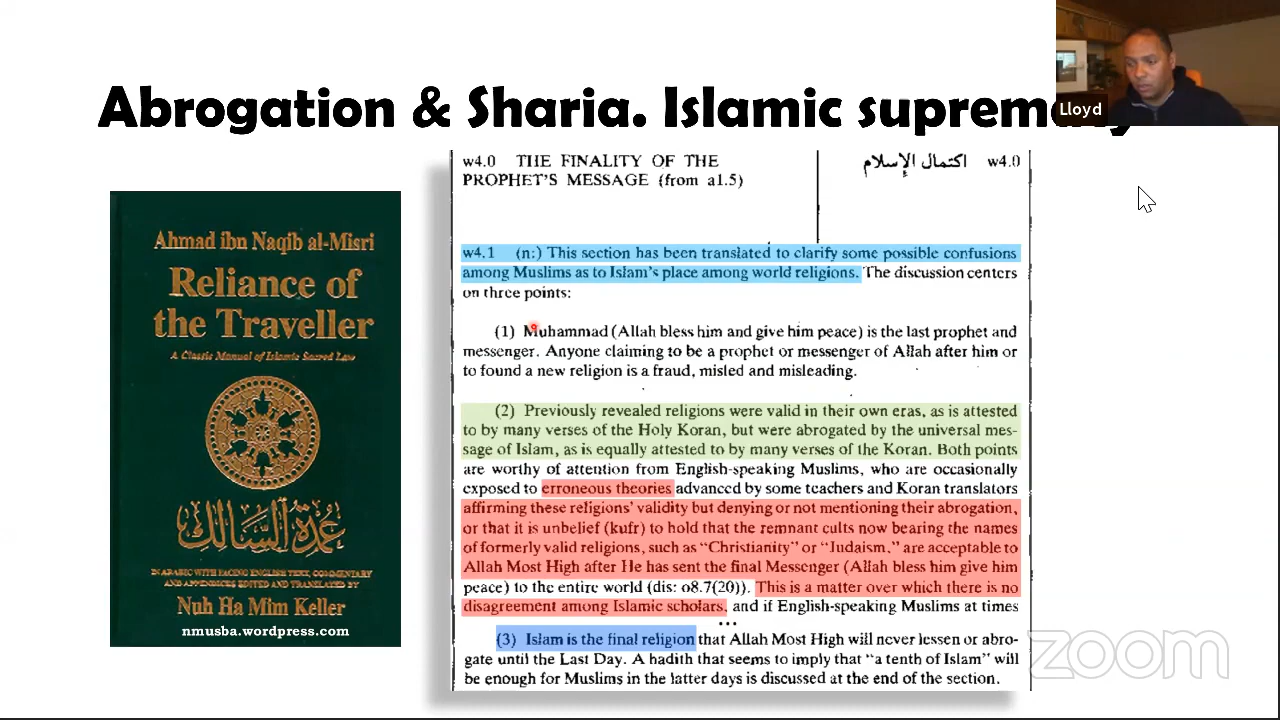 Abrogation & Sharia. Islamic suprem
Lloyd
Ahmad ibn Naqib al-Misri
Reliance of
the Traveller
A Classic Manual of Islamic Sacred Law
عمدة السالك
IN ARABIC WITH FACING ENGLISH TEXT, COMMENTARY
AND APPENDICES EDITED AND TRANSLATED BY
Nuh Ha Mim Keller
nmusba.wordpress.com
w4.0 THE FINALITY OF THE
PROPHET'S MESSAGE (from a1.5)
w4.0 اكتمال الإسلام
w4.1 (n:) This section has been translated to clarify some possible confusions
among Muslims as to Islam's place among world religions. The discussion centers
on three points:
(1) Muhammad (Allah bless him and give him peace) is the last prophet and
messenger. Anyone claiming to be a prophet or messenger of Allah after him or
to found a new religion is a fraud, misled and misleading.
(2) Previously revealed religions were valid in their own eras, as is attested
to by many verses of the Holy Koran, but were abrogated by the universal mes-
sage of Islam, as is equally attested to by many verses of the Koran. Both points
are worthy of attention from English-speaking Muslims, who are occasionally
exposed to erroneous theories advanced by some teachers and Koran translators
affirming these religions' validity but denying or not mentioning their abrogation,
or that it is unbelief (kufr) to hold that the remnant cults now bearing the names
of formerly valid religions, such as "Christianity" or "Judaism," are acceptable to
Allah Most High after He has sent the final Messenger (Allah bless him give him
peace) to the entire world (dis: o8.7(20)). This is a matter over which there is no
disagreement among Islamic scholars, and if English-speaking Muslims at times
...
(3) Islam is the final religion that Allah Most High will never lessen or abro-
gate until the Last Day. A hadith that seems to imply that "a tenth of Islam" will
be enough for Muslims in the latter days is discussed at the end of the section.
zoom